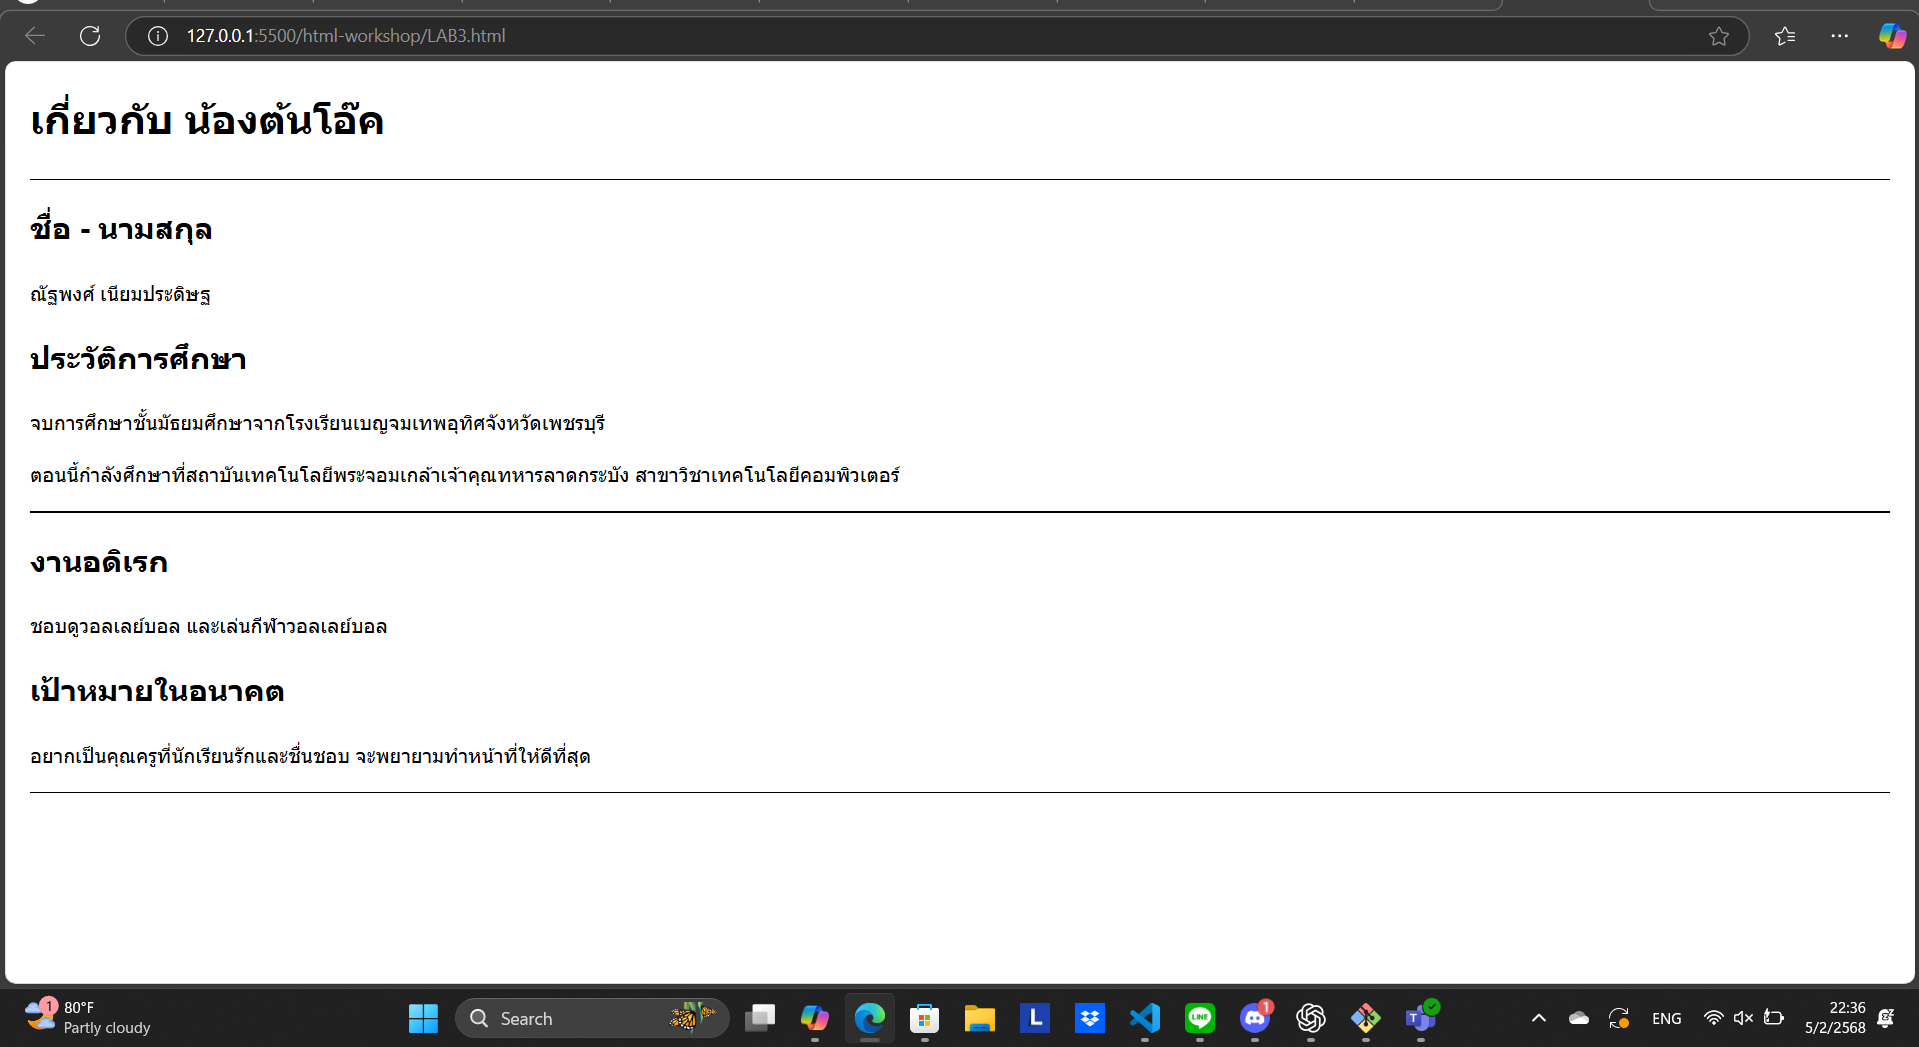 127.0.0.1:5500/html-workshop/LAB3.html
เกี่ยวกับ น้องต้นโอ๊ค
ชื่อ - นามสกุล
ณัฐพงศ์ เนียมประดิษฐ
ประวัติการศึกษา
จบการศึกษาชั้นมัธยมศึกษาจากโรงเรียนเบญจมเทพอุทิศจังหวัดเพชรบุรี
ตอนนี้กำลังศึกษาที่สถาบันเทคโนโลยีพระจอมเกล้าเจ้าคุณทหารลาดกระบัง สาขาวิชาเทคโนโลยีคอมพิวเตอร์
งานอดิเรก
ชอบดูวอลเลย์บอล และเล่นกีฬาวอลเลย์บอล
เป้าหมายในอนาคต
อยากเป็นคุณครูที่นักเรียนรักและชื่นชอบ จะพยายามทำหน้าที่ให้ดีที่สุด
1
80°F
Partly cloudy
Search
L
LINE
1
T
ENG
22:36
5/2/2568